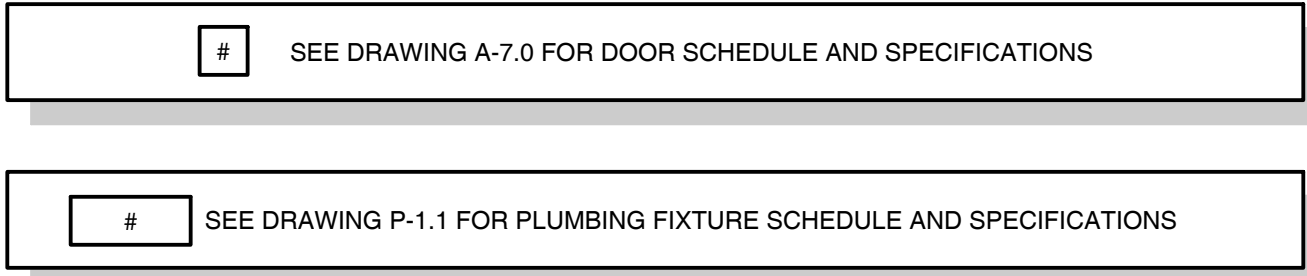 # SEE DRAWING A-7.0 FOR DOOR SCHEDULE AND SPECIFICATIONS
# SEE DRAWING P-1.1 FOR PLUMBING FIXTURE SCHEDULE AND SPECIFICATIONS